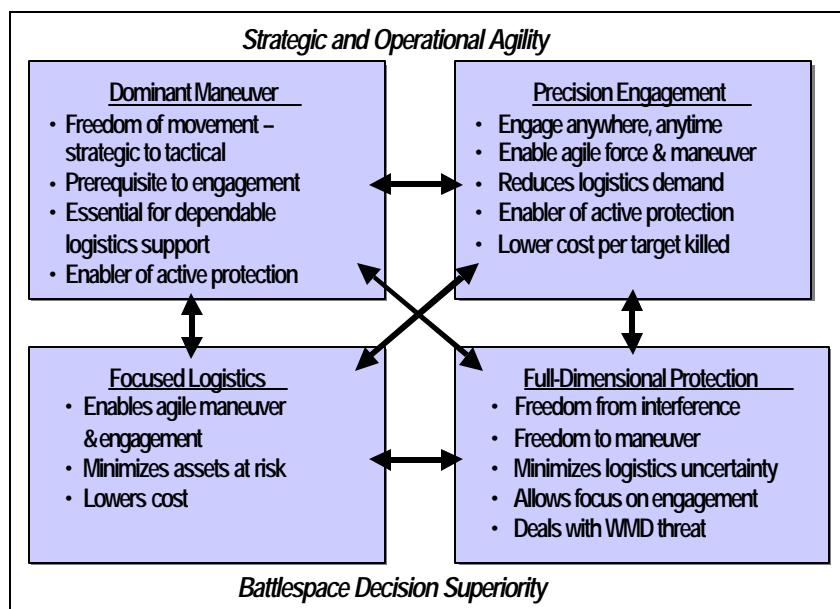 Strategic and Operational Agility
Dominant Maneuver
• Freedom of movement –
strategic to tactical
• Prerequisite to engagement
• Essential for dependable
logistics support
• Enabler of active protection
Precision Engagement
• Engage anywhere, anytime
• Enable agile force & maneuver
• Reduces logistics demand
• Enabler of active protection
• Lower cost per target killed
Focused Logistics
• Enables agile maneuver
& engagement
• Minimizes assets at risk
• Lowers cost
Full-Dimensional Protection
• Freedom from interference
• Freedom to maneuver
• Minimizes logistics uncertainty
• Allows focus on engagement
• Deals with WMD threat
Battlespace Decision Superiority